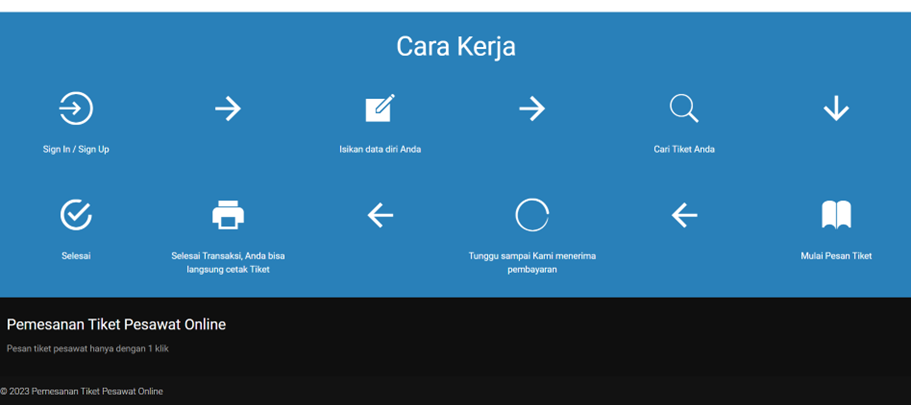 Cara Kerja
Sign In / Sign Up
Isikan data diri Anda
Cari Tiket Anda
Selesai
Selesai Transaksi, Anda bisa
langsung cetak Tiket
Tunggu sampai Kami menerima
pembayaran
Mulai Pesan Tiket
Pemesanan Tiket Pesawat Online
Pesan tiket pesawat hanya dengan 1 klik
© 2023 Pemesanan Tiket Pesawat Online